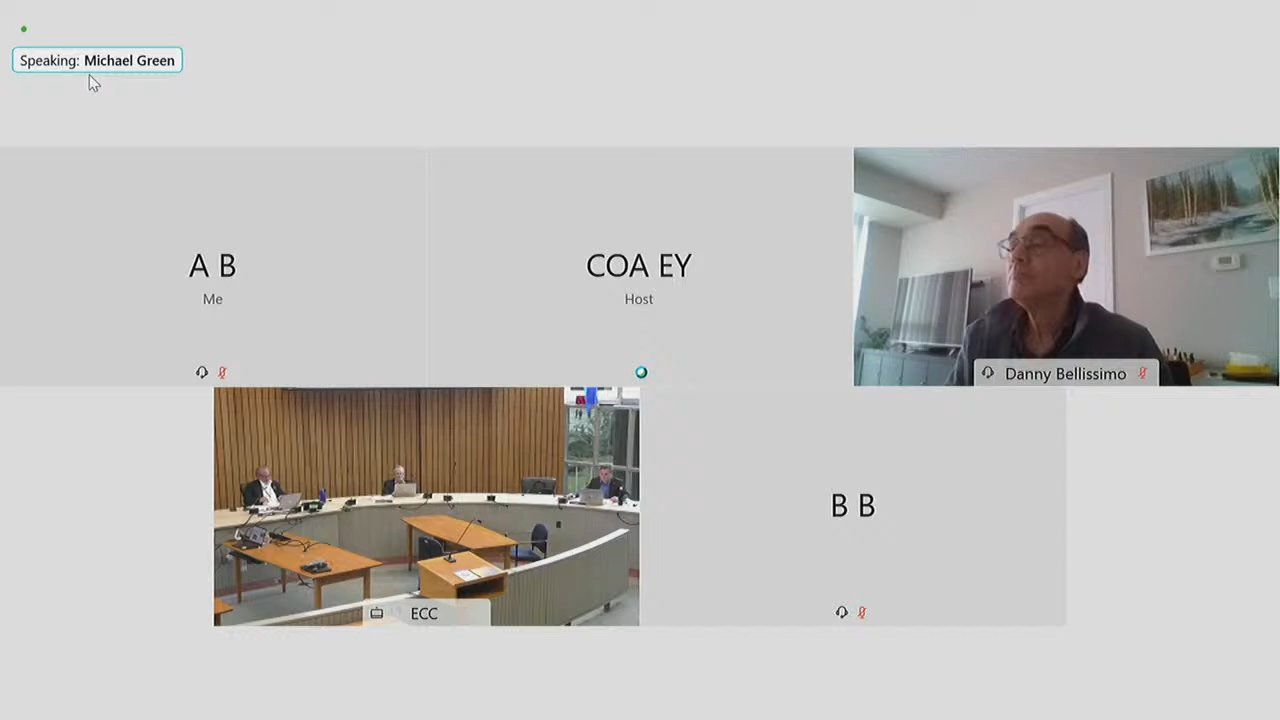 Speaking: Michael Green
A B
Me
COA EY
Host
Danny Bellissimo
ECC
B B